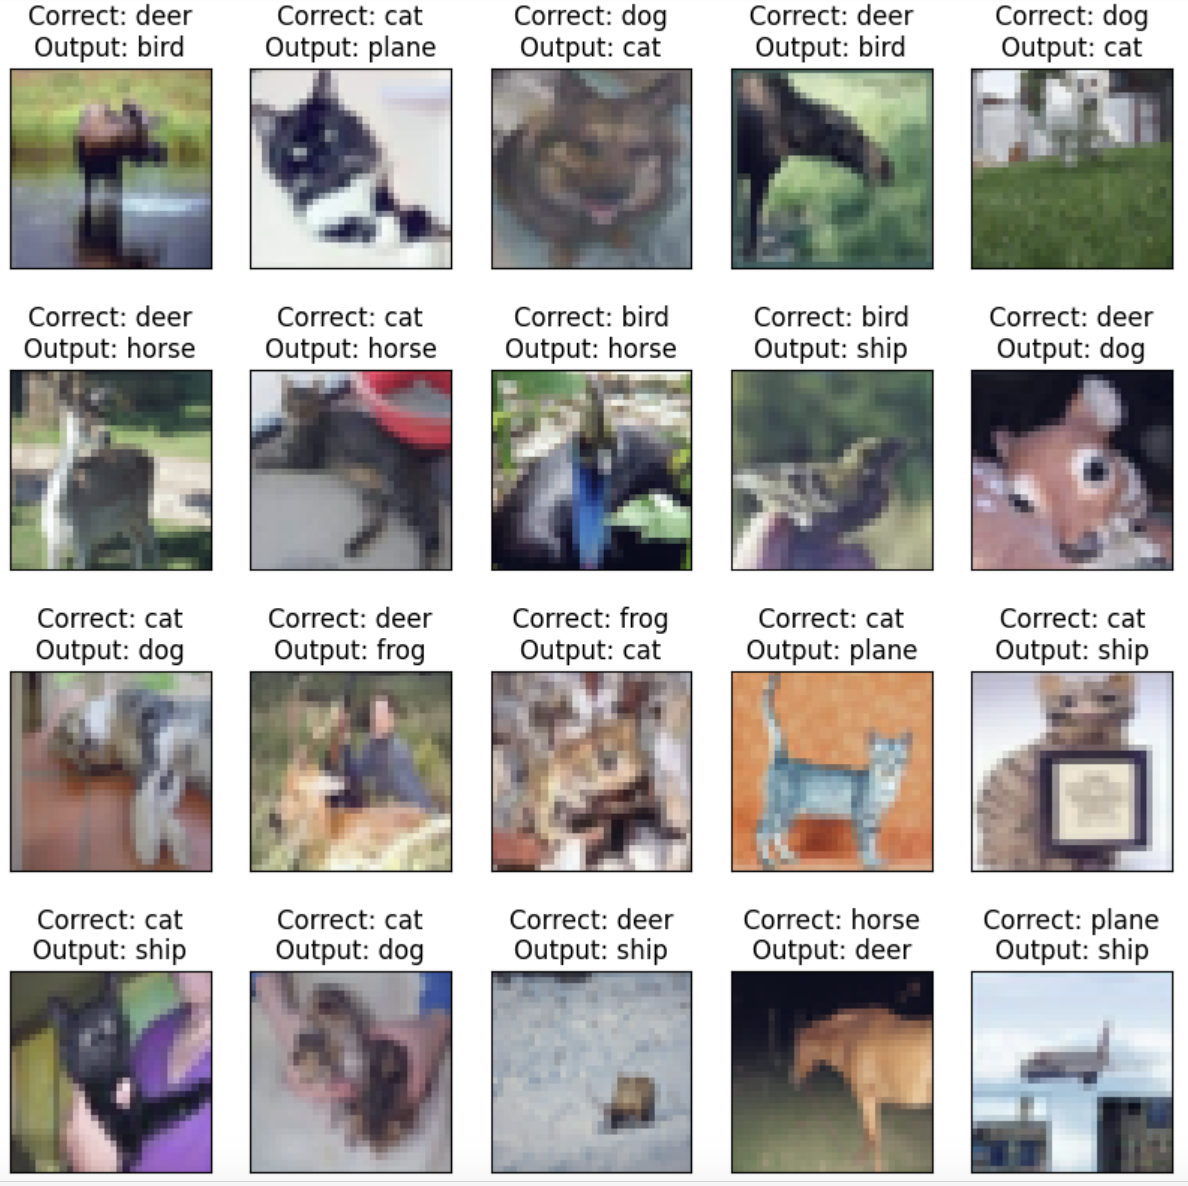 Correct: deer
Output: bird
Correct: cat
Output: plane
Correct: dog
Output: cat
Correct: deer
Output: bird
Correct: dog
Output: cat
Correct: deer
Output: horse
Correct: cat
Output: horse
Correct: bird
Output: horse
Correct: bird
Output: ship
Correct: deer
Output: dog
Correct: cat
Output: dog
Correct: deer
Output: frog
Correct: frog
Output: cat
Correct: cat
Output: plane
Correct: cat
Output: ship
Correct: cat
Output: ship
Correct: cat
Output: dog
Correct: deer
Output: ship
Correct: horse
Output: deer
Correct: plane
Output: ship